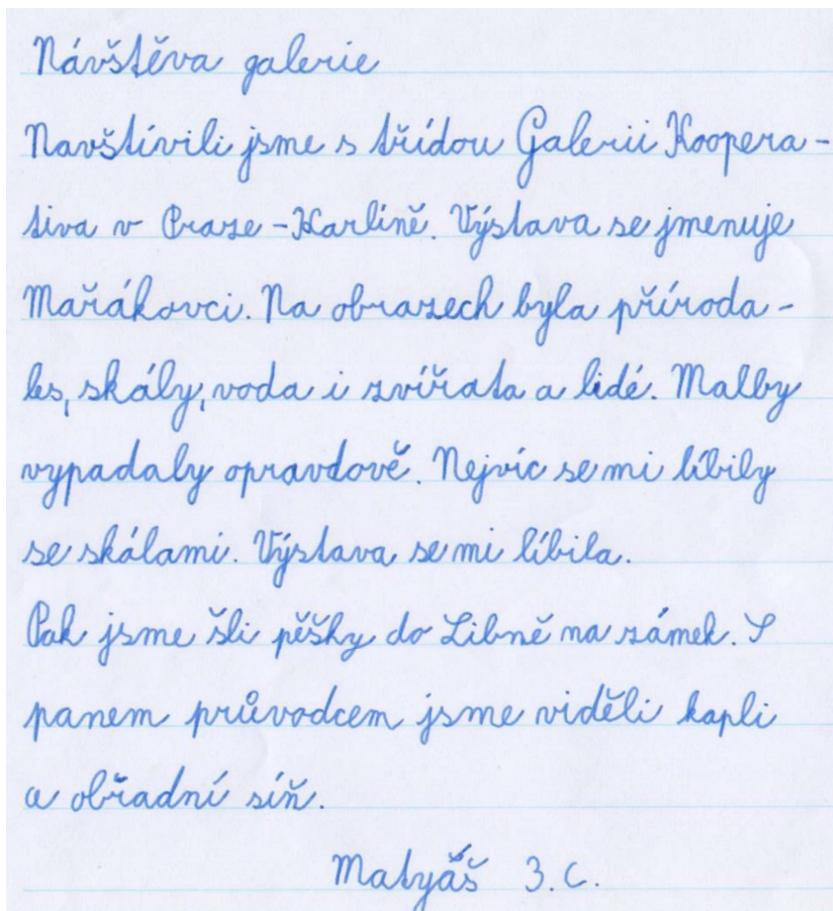 Návštěva galerie
Navštívili jsme s třídou Galerii Koopera-
tiva v Praze-Karlíně. Výstava se jmenuje
Mařákovci. Na obrazech byla příroda-
les, skály, voda i zvířata a lidé. Malby
vypadaly opravdově. Nejvíc se mi líbily
se skálami. Výstava se mi líbila.
Pak jsme šli pěšky do Libně na zámek. S
panem průvodcem jsme viděli kapli
a obřadní síň.
Matyáš 3.C.